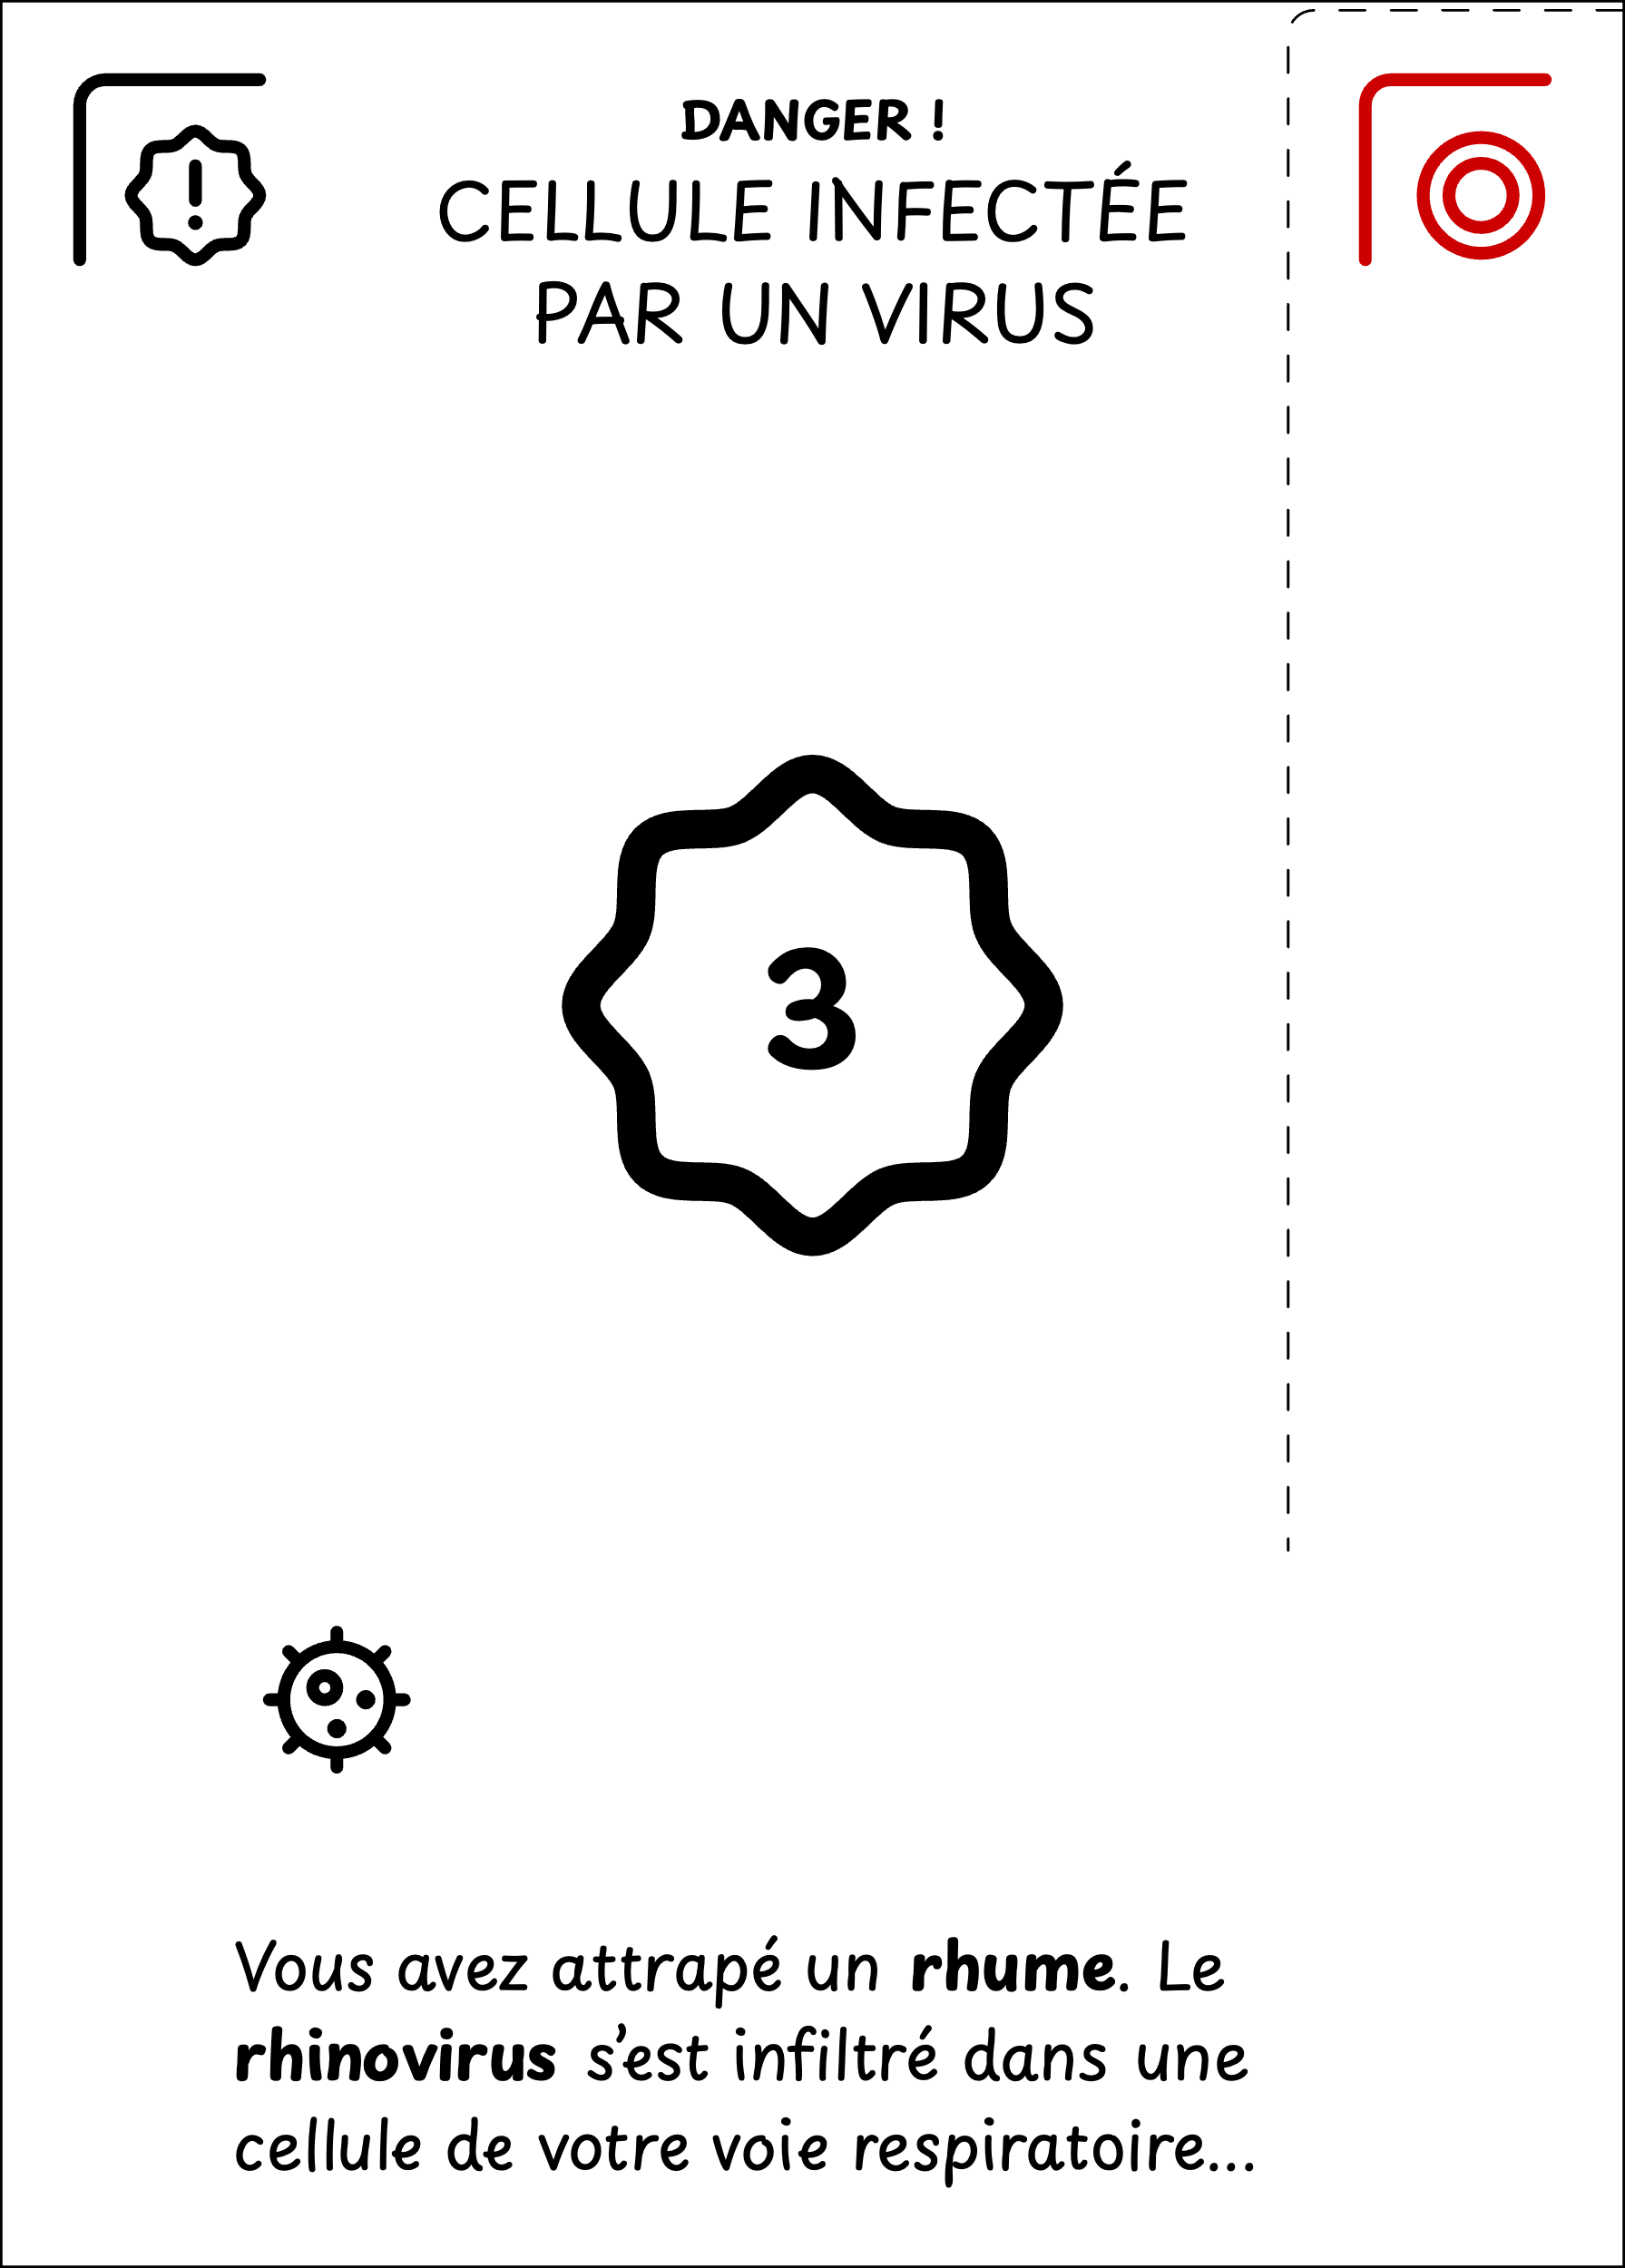 DANGER !
CELLULE INFECTÉE
PAR UN VIRUS
!
3
Vous avez attrapé un rhume. Le
rhinovirus s'est infiltré dans une
cellule de votre voie respiratoire...